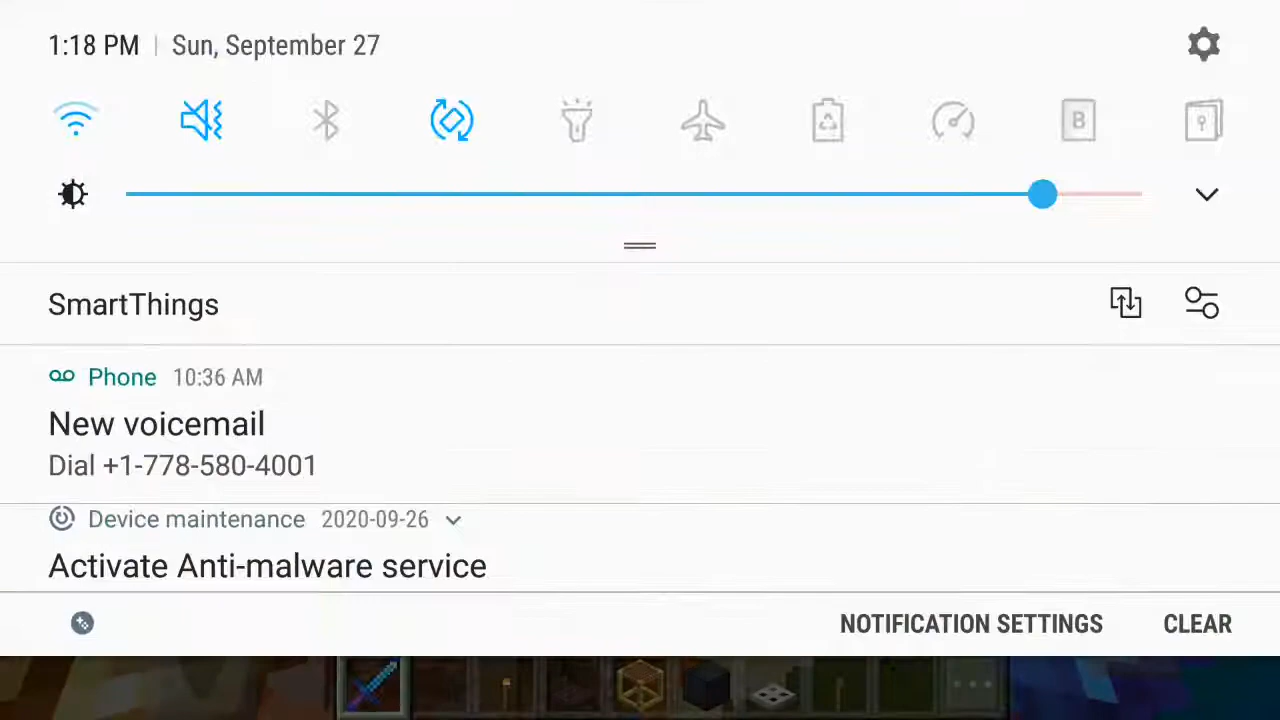 1:18 PM | Sun, September 27
B
SmartThings
Phone 10:36 AM
New voicemail
Dial +1-778-580-4001
Device maintenance 2020-09-26
Activate Anti-malware service
NOTIFICATION SETTINGS CLEAR